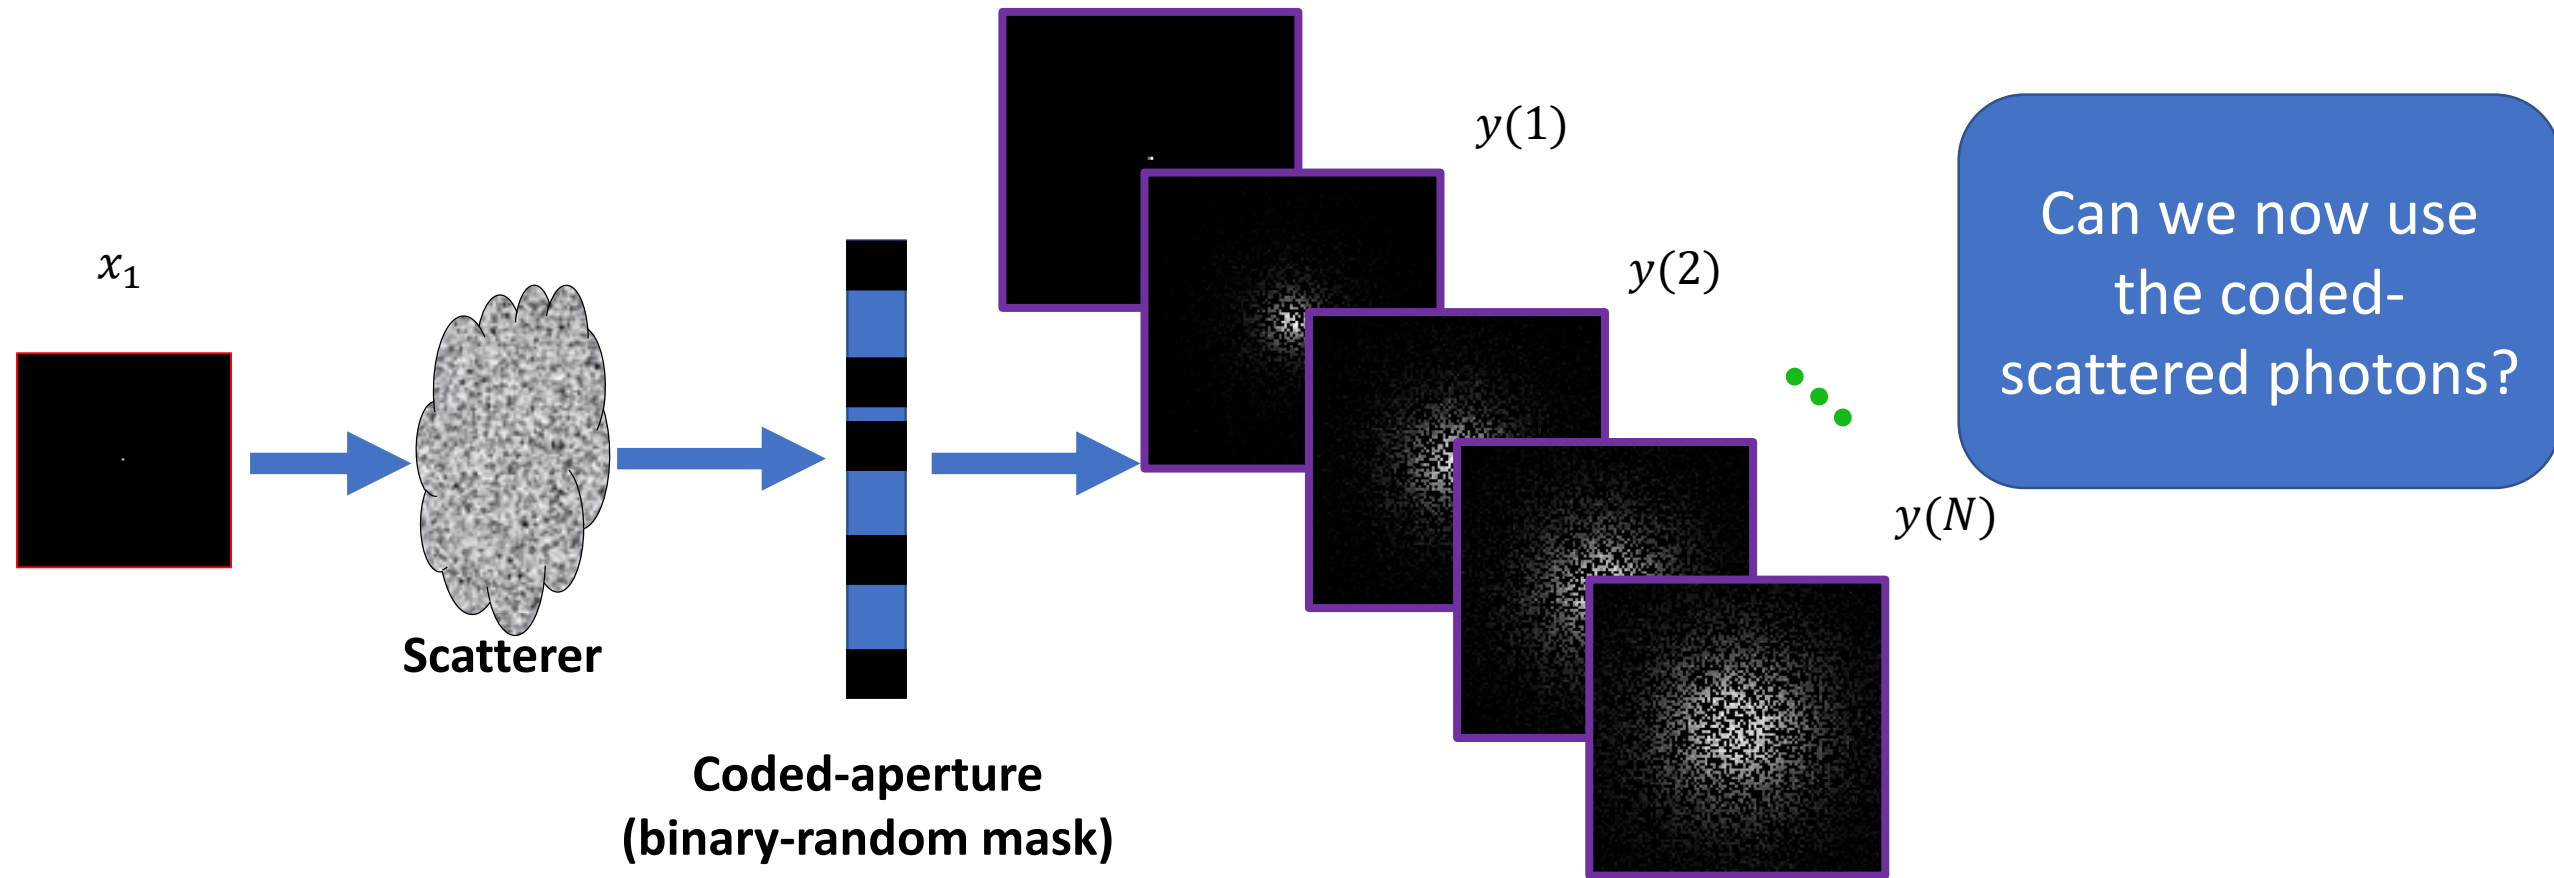 x₁
Scatterer
Coded-aperture
(binary-random mask)
y(1)
y(2)
y(N)
Can we now use
the coded-
scattered photons?